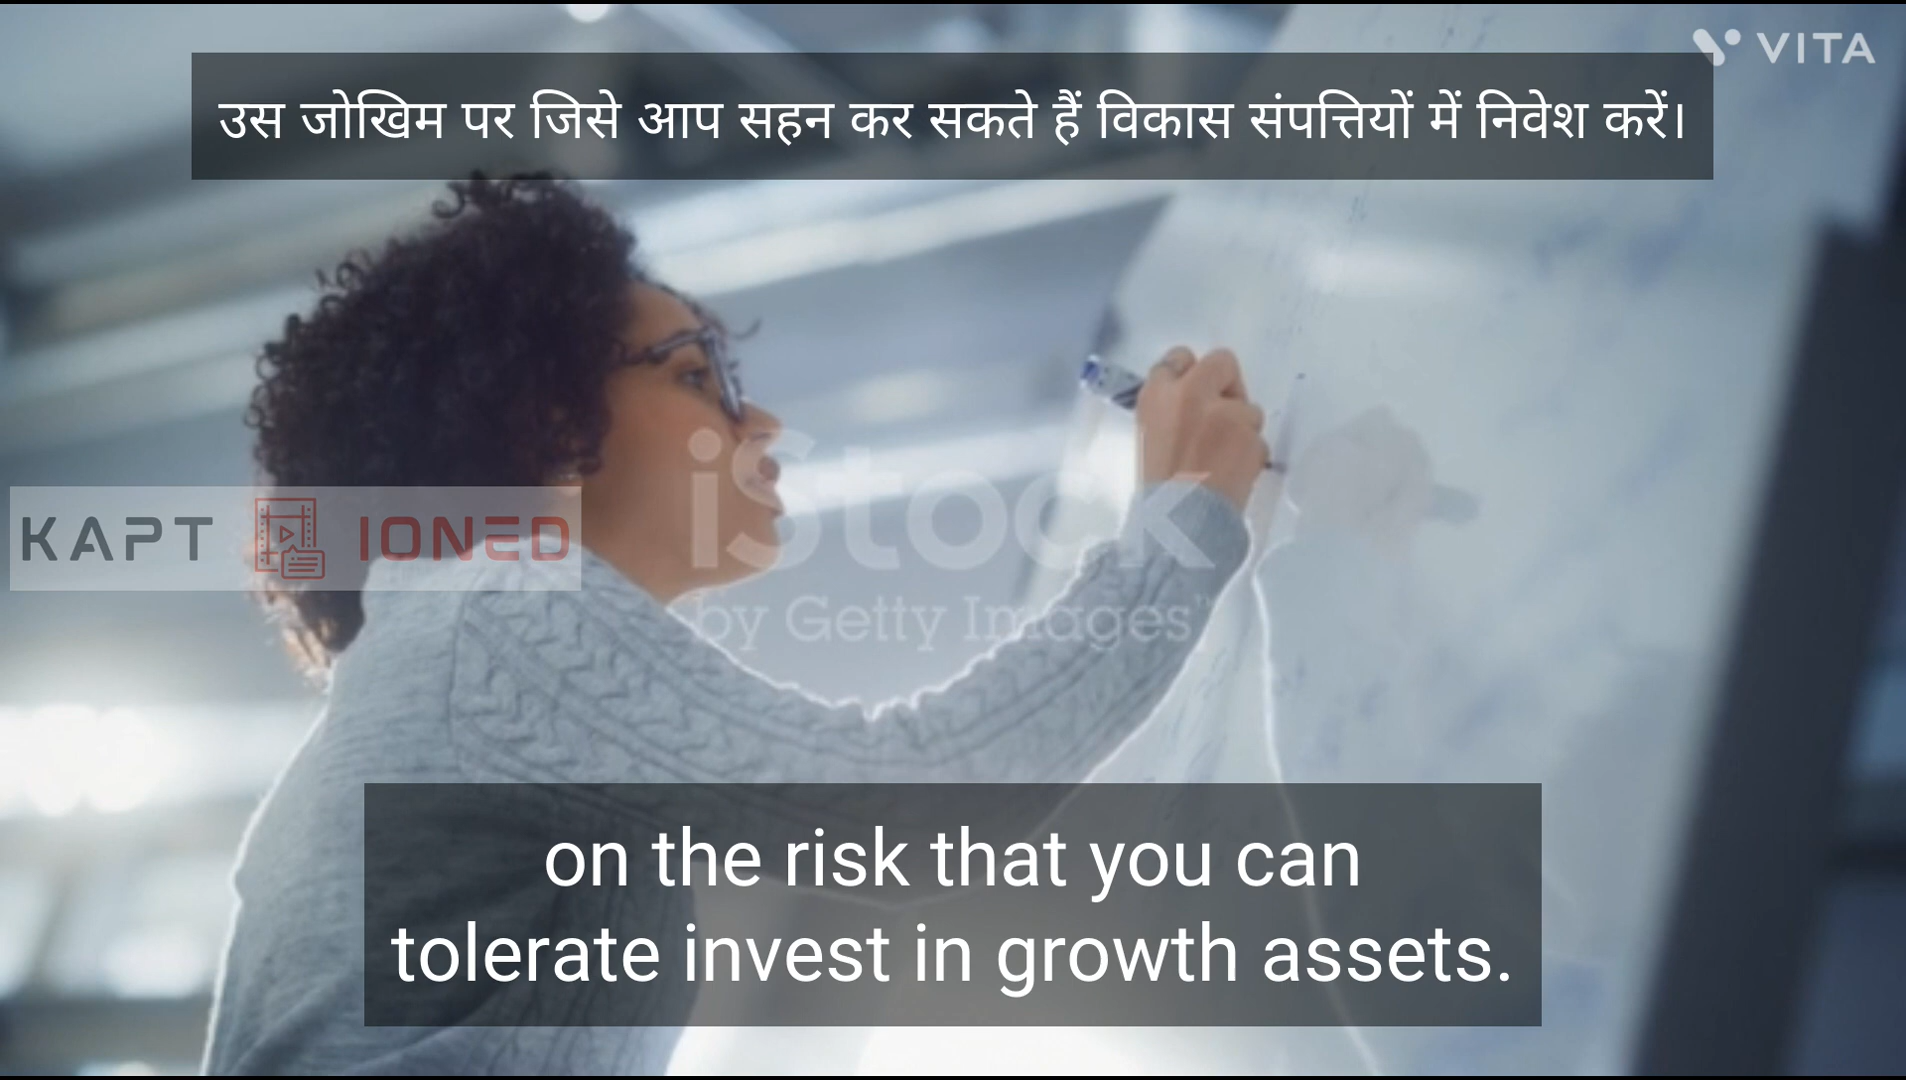 VITA
उस जोखिम पर जिसे आप सहन कर सकते हैं विकास संपत्तियों में निवेश करें।
iStock
by Getty Images™
KAPT IONED
on the risk that you can
tolerate invest in growth assets.